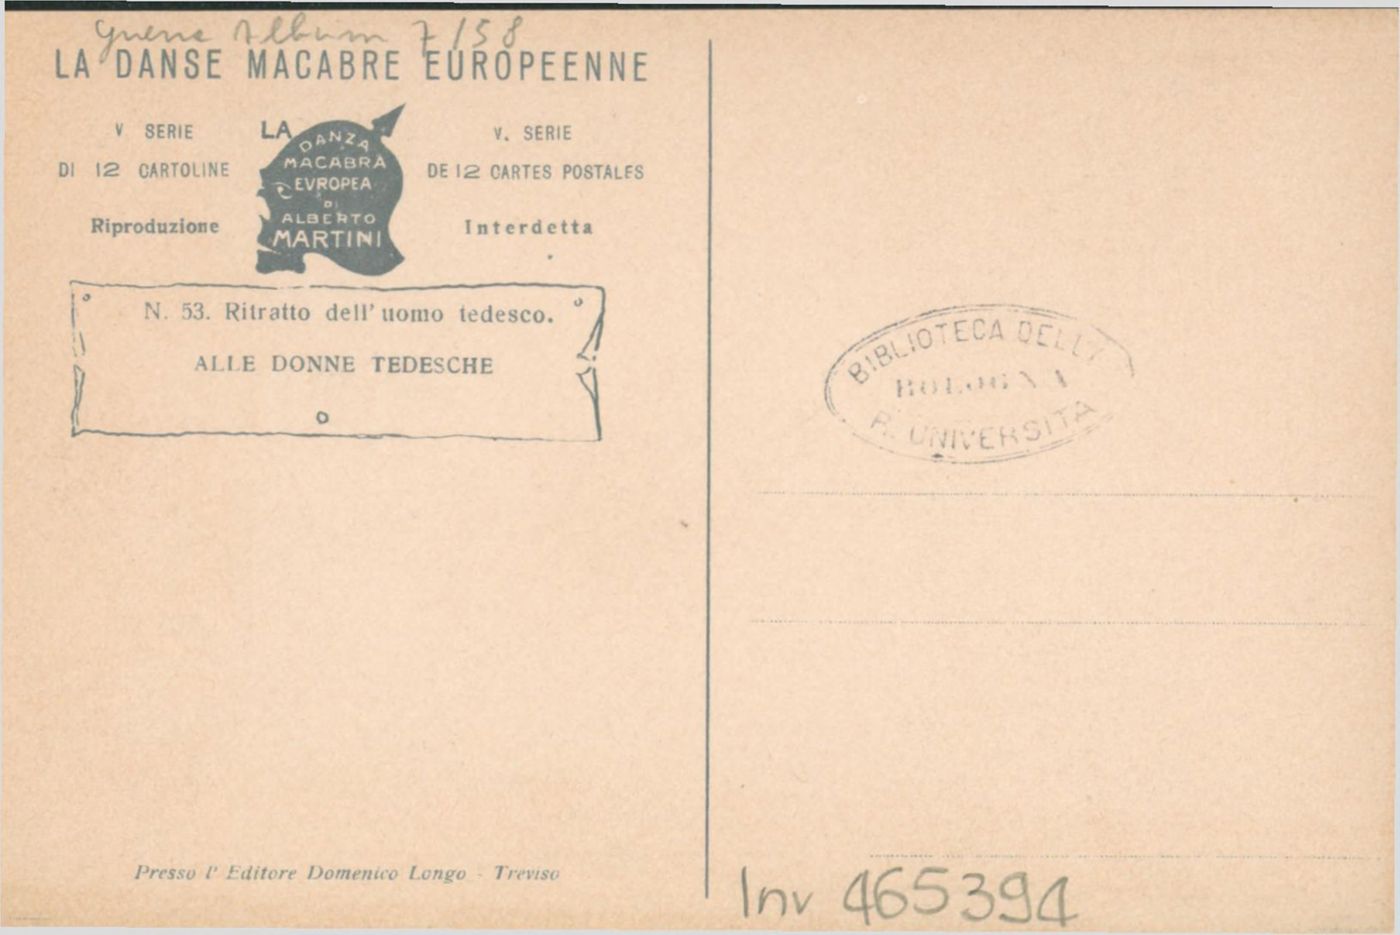 Guerra Album 7/58
LA DANSE MACABRE EUROPEENNE
V SERIE
DI 12 CARTOLINE
Riproduzione
LA
DANZA
MACABRA
EVROPEA
DI
ALBERTO
MARTINI
V. SERIE
DE 12 CARTES POSTALES
Interdetta
N. 53. Ritratto dell' uomo tedesco.
ALLE DONNE TEDESCHE
Presso l' Editore Domenico Longo - Treviso
BIBLIOTECA DELLA
BOLOGNA
R. UNIVERSITA
Inv 465394